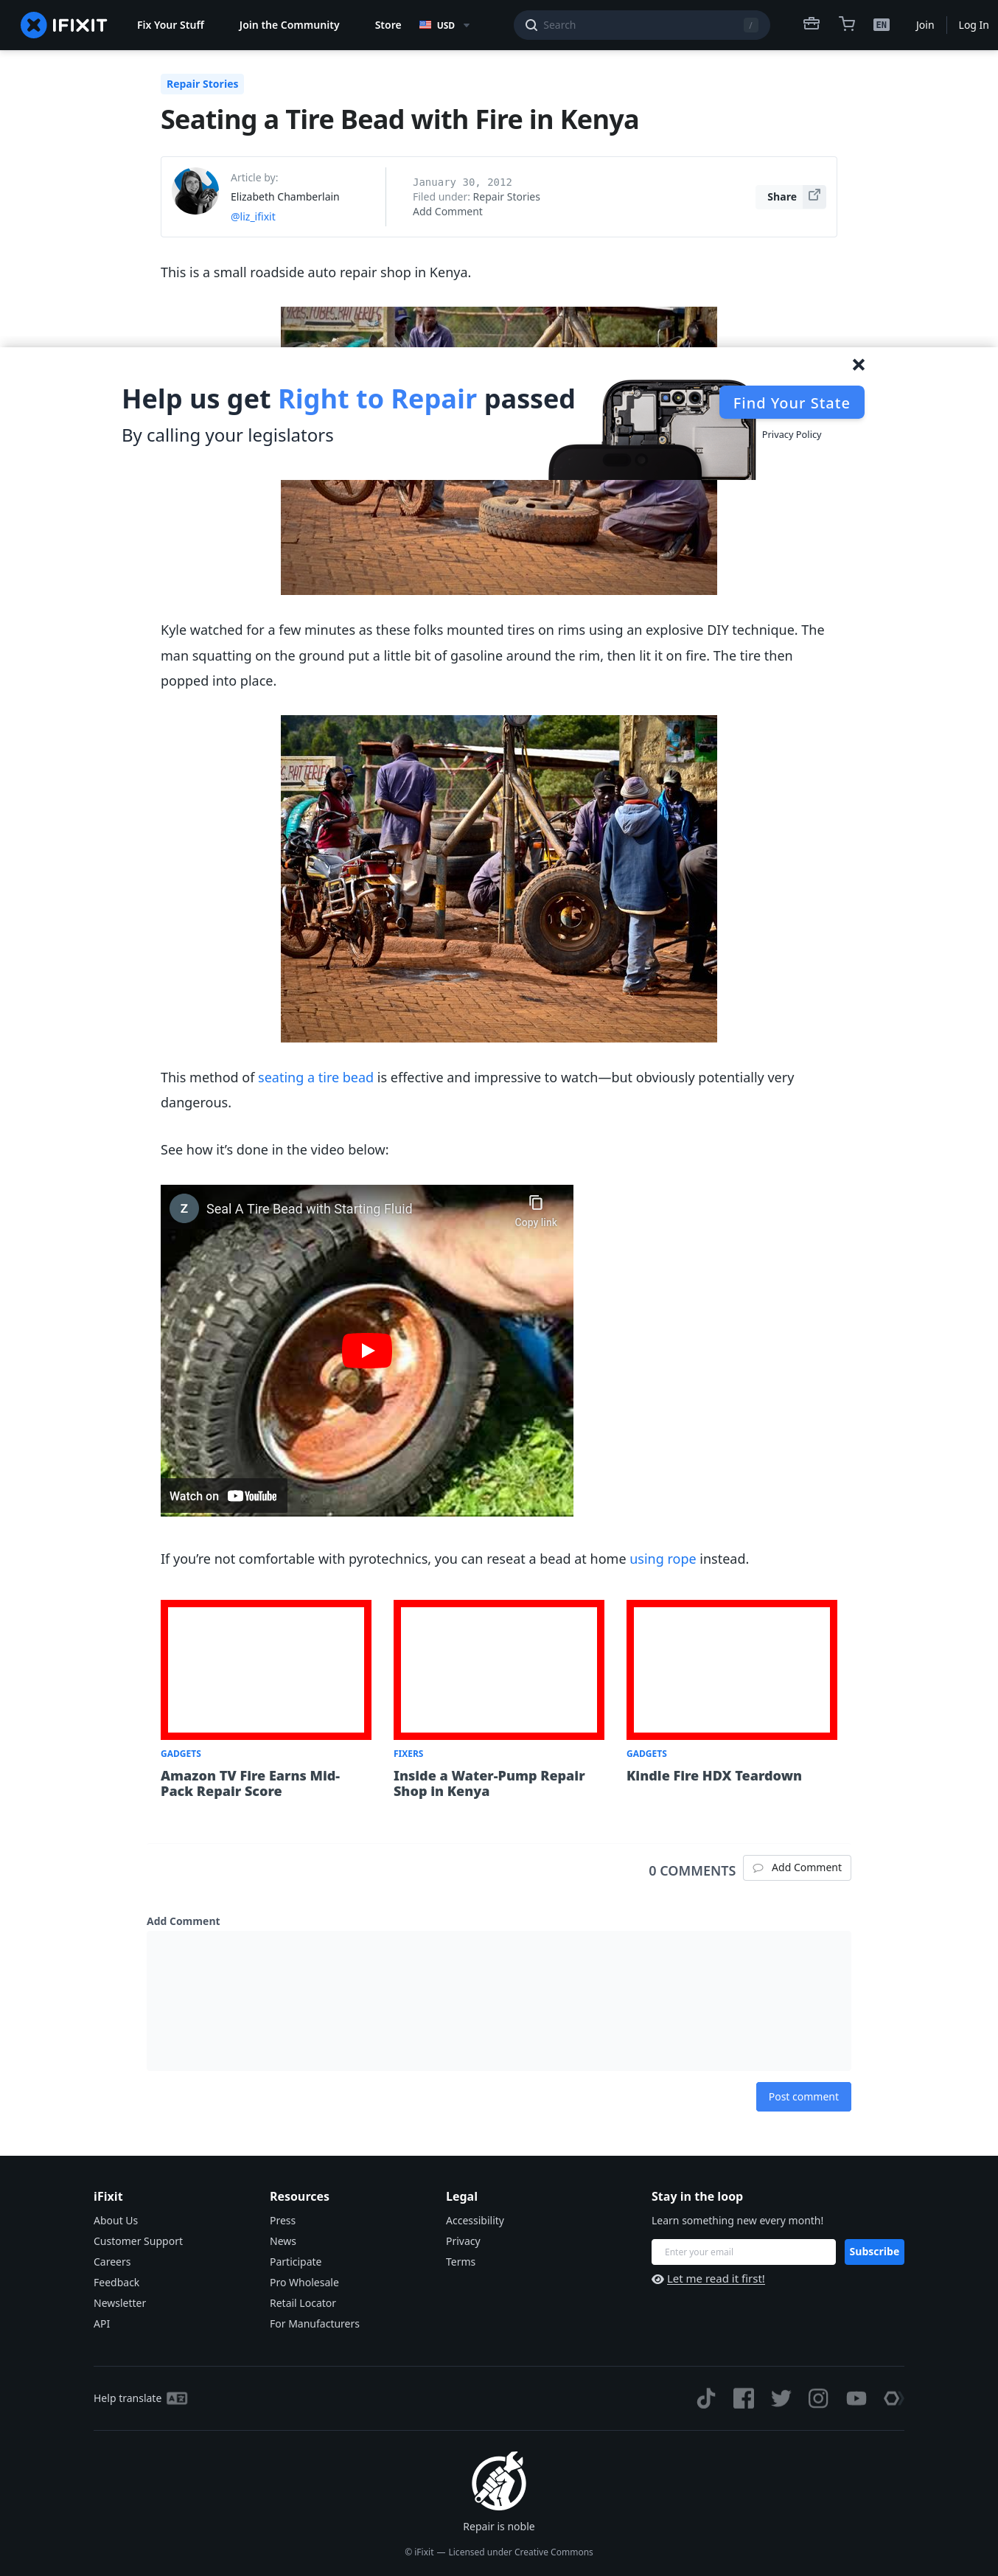 IFIXIT
Fix Your Stuff
Join the Community
Store
USD
Search
/
EN
Join
Log In
Repair Stories
Seating a Tire Bead with Fire in Kenya
Article by:
Elizabeth Chamberlain
@liz_ifixit
January 30, 2012
Filed under: Repair Stories
Add Comment
Share
This is a small roadside auto repair shop in Kenya.
Help us get Right to Repair passed
By calling your legislators
Find Your State
Privacy Policy
Kyle watched for a few minutes as these folks mounted tires on rims using an explosive DIY technique. The
man squatting on the ground put a little bit of gasoline around the rim, then lit it on fire. The tire then
popped into place.
This method of seating a tire bead is effective and impressive to watch—but obviously potentially very
dangerous.
See how it’s done in the video below:
Z
Seal A Tire Bead with Starting Fluid
Copy link
Watch on YouTube
If you’re not comfortable with pyrotechnics, you can reseat a bead at home using rope instead.
GADGETS
Amazon TV Fire Earns Mid-
Pack Repair Score
FIXERS
Inside a Water-Pump Repair
Shop in Kenya
GADGETS
Kindle Fire HDX Teardown
0 COMMENTS
Add Comment
Add Comment
Post comment
iFixit
About Us
Customer Support
Careers
Feedback
Newsletter
API
Resources
Press
News
Participate
Pro Wholesale
Retail Locator
For Manufacturers
Legal
Accessibility
Privacy
Terms
Stay in the loop
Learn something new every month!
Enter your email
Subscribe
Let me read it first!
Help translate
Repair is noble
© iFixit — Licensed under Creative Commons